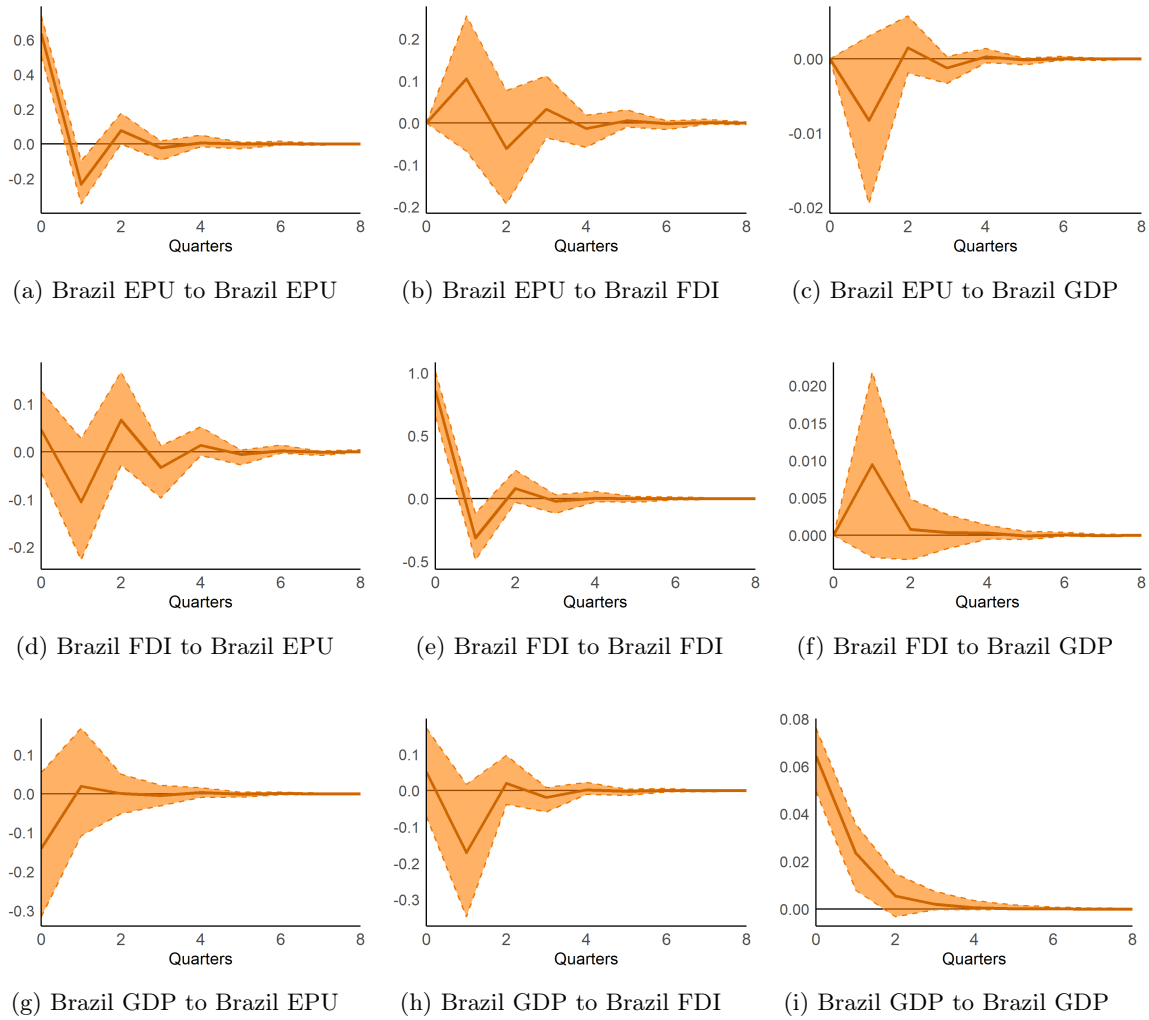 0.6
0.4
0.2
0.0
-0.2
0 2 4 6 8
Quarters
(a) Brazil EPU to Brazil EPU
0.2
0.1
0.0
-0.1
-0.2
0 2 4 6 8
Quarters
(b) Brazil EPU to Brazil FDI
0.00
-0.01
-0.02
0 2 4 6 8
Quarters
(c) Brazil EPU to Brazil GDP
0.1
0.0
-0.1
-0.2
0 2 4 6 8
Quarters
(d) Brazil FDI to Brazil EPU
1.0
0.5
0.0
-0.5
0 2 4 6 8
Quarters
(e) Brazil FDI to Brazil FDI
0.020
0.015
0.010
0.005
0.000
0 2 4 6 8
Quarters
(f) Brazil FDI to Brazil GDP
0.1
0.0
-0.1
-0.2
-0.3
0 2 4 6 8
Quarters
(g) Brazil GDP to Brazil EPU
0.1
0.0
-0.1
-0.2
-0.3
0 2 4 6 8
Quarters
(h) Brazil GDP to Brazil FDI
0.08
0.06
0.04
0.02
0.00
0 2 4 6 8
Quarters
(i) Brazil GDP to Brazil GDP